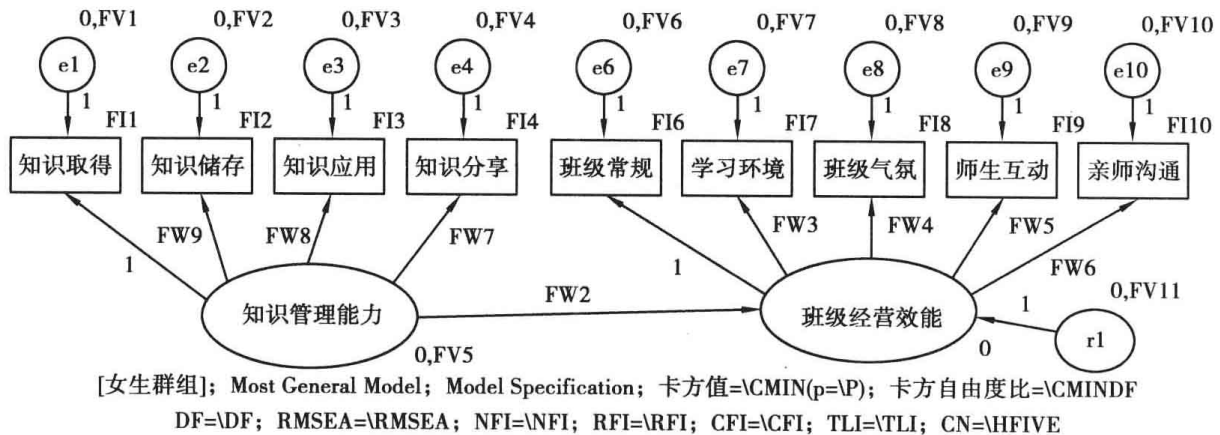 0,FV1 0,FV2 0,FV3 0,FV4 0,FV6 0,FV7 0,FV8 0,FV9 0,FV10
e1 e2 e3 e4 e6 e7 e8 e9 e10
1 1 1 1 1 1 1 1 1
FI1 FI2 FI3 FI4 FI6 FI7 FI8 FI9 FI10
知识取得 知识储存 知识应用 知识分享 班级常规 学习环境 班级气氛 师生互动 亲师沟通
1 FW9 FW8 FW7 1 FW3 FW4 FW5 FW6
知识管理能力 FW2 班级经营效能 1 0,FV11
r1
0,FV5 0
[女生群组]；Most General Model；Model Specification；卡方值=\CMIN(p=\P)；卡方自由度比=\CMINDF
DF=\DF；RMSEA=\RMSEA；NFI=\NFI；RFI=\RFI；CFI=\CFI；TLI=\TLI；CN=\HFIVE